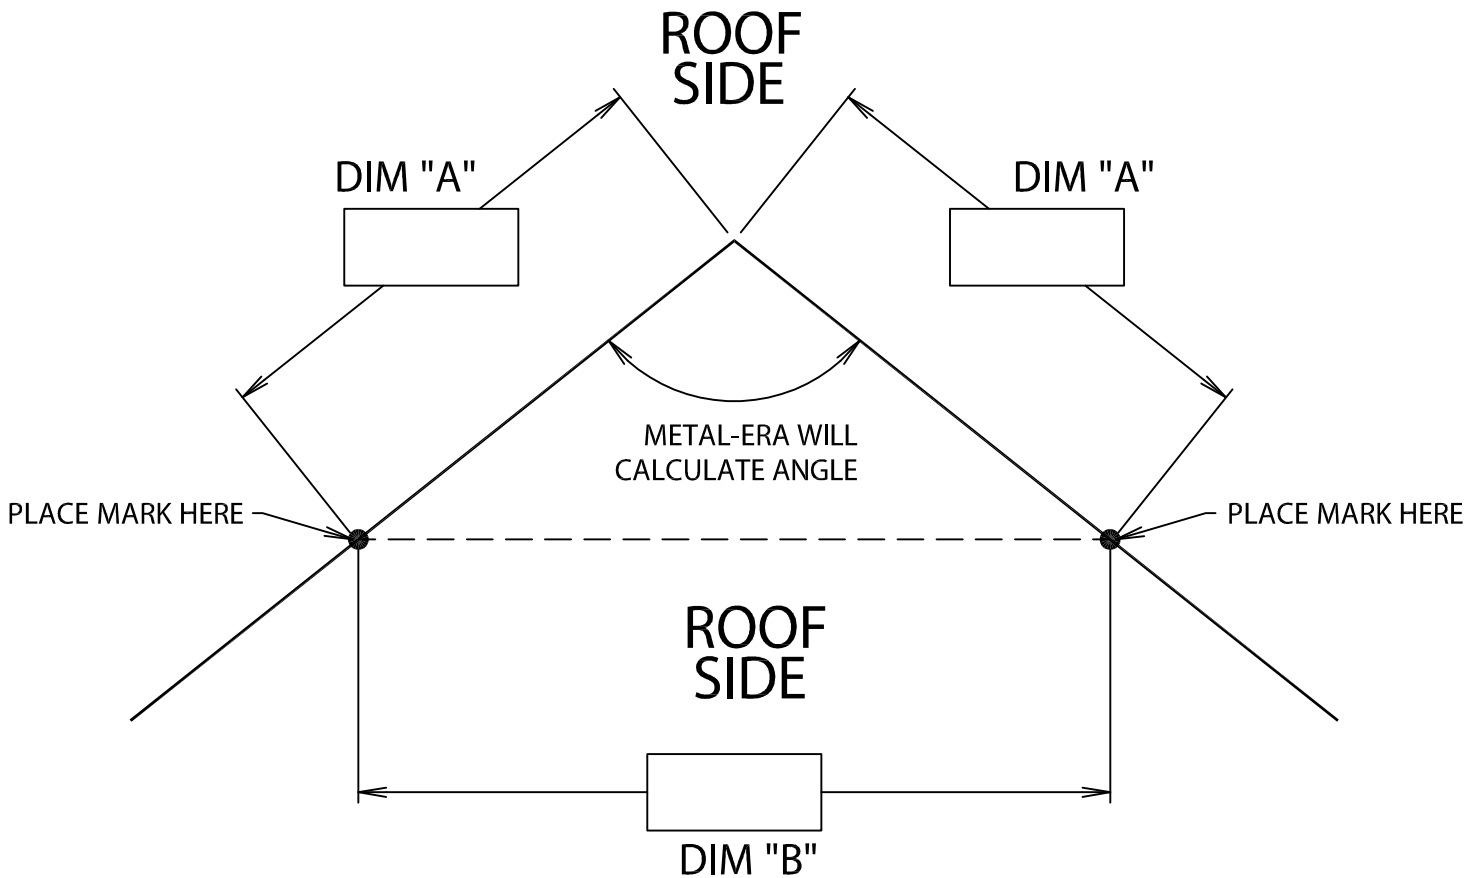 ROOF
SIDE
DIM "A"
DIM "A"
METAL-ERA WILL
CALCULATE ANGLE
PLACE MARK HERE
PLACE MARK HERE
ROOF
SIDE
DIM "B"